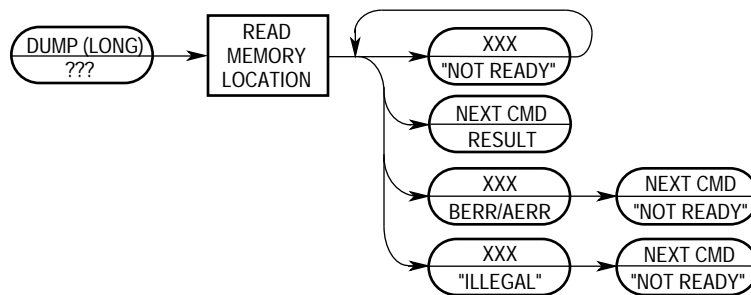 DUMP (LONG)
???
READ
MEMORY
LOCATION
XXX
"NOT READY"
NEXT CMD
RESULT
XXX
BERR/AERR
NEXT CMD
"NOT READY"
XXX
"ILLEGAL"
NEXT CMD
"NOT READY"